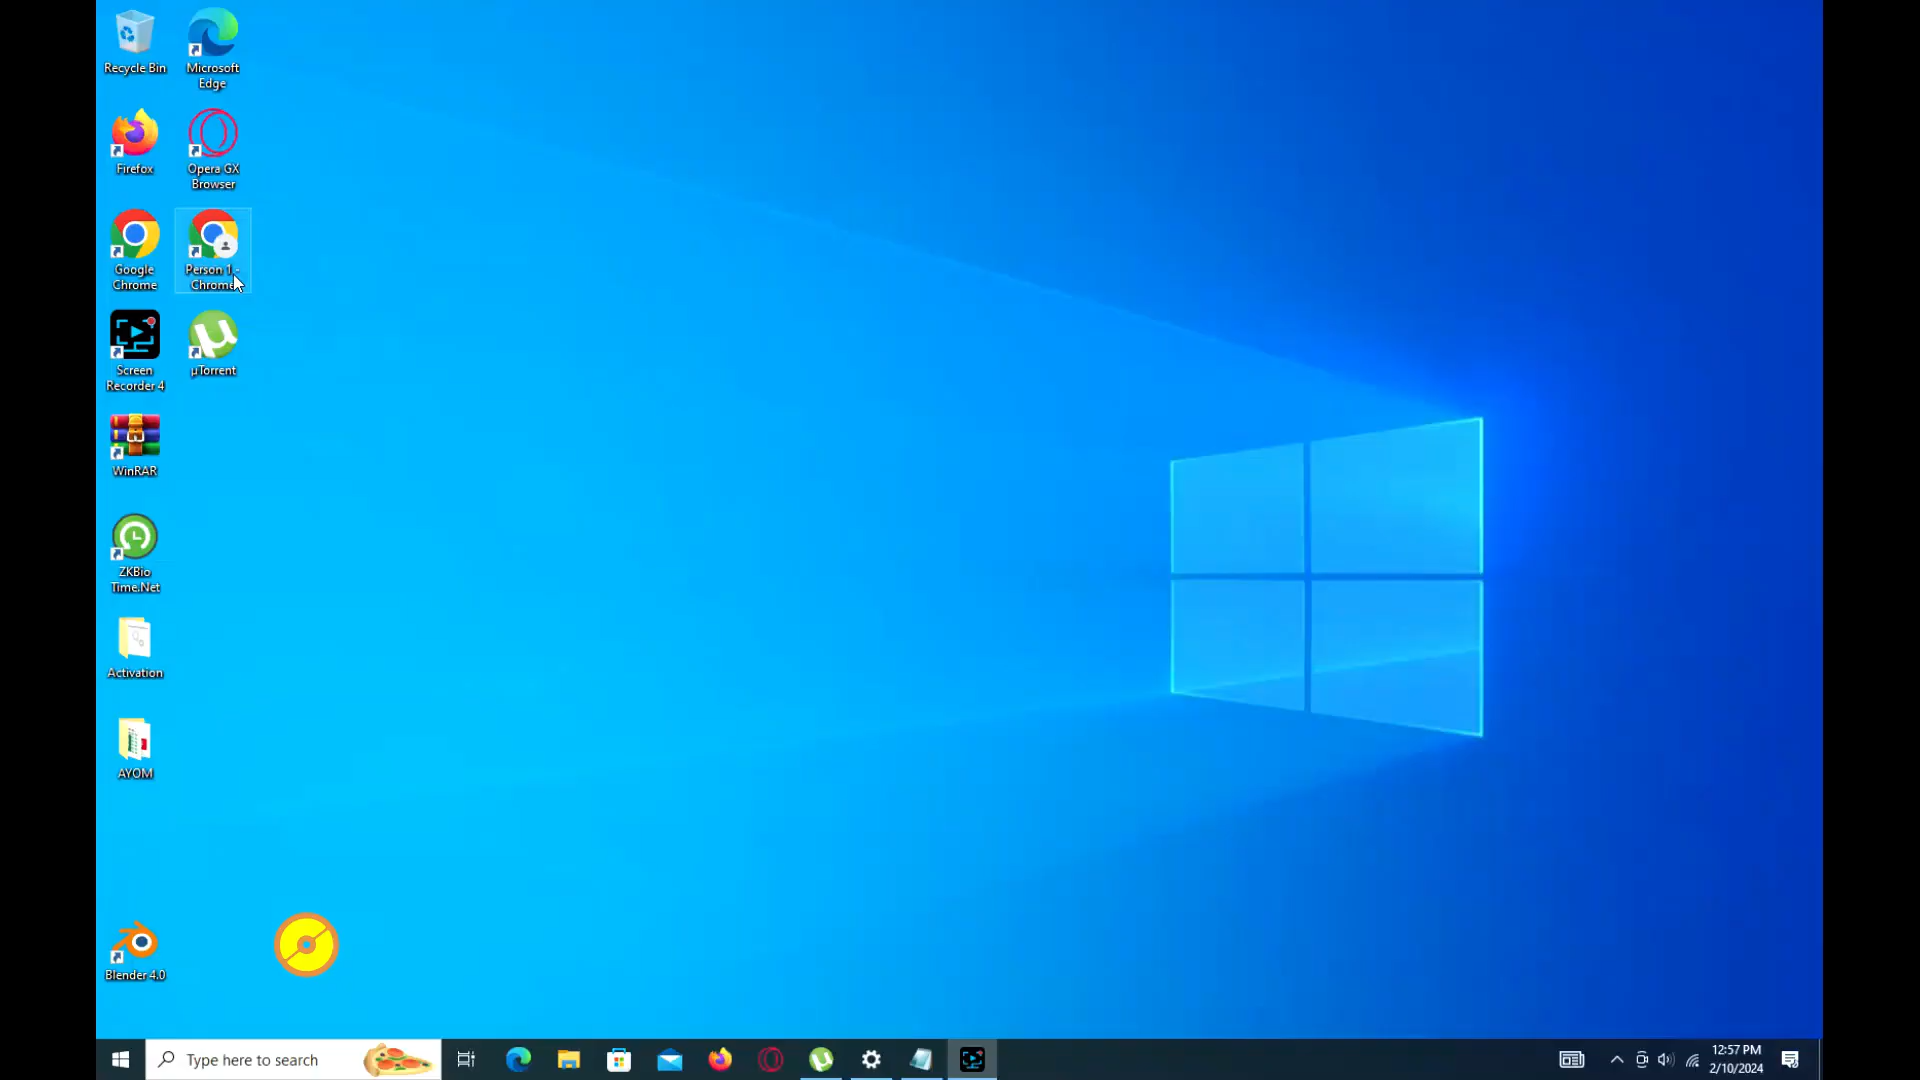 Recycle Bin
Microsoft
Edge
Firefox
Opera GX
Browser
Google
Chrome
Person 1 -
Chrome
Screen
Recorder 4
µTorrent
WinRAR
ZKBio
Time.Net
Activation
AYOM
Blender 4.0
Type here to search
12:57 PM
2/10/2024